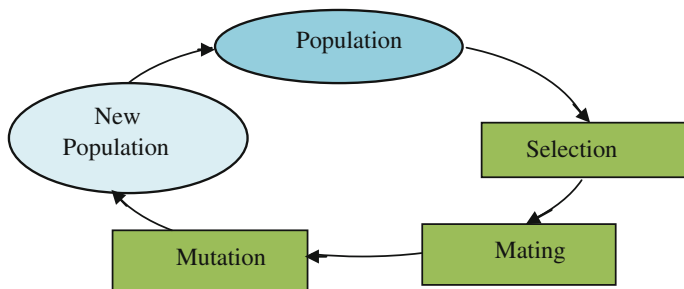 Population
New
Population
Selection
Mating
Mutation